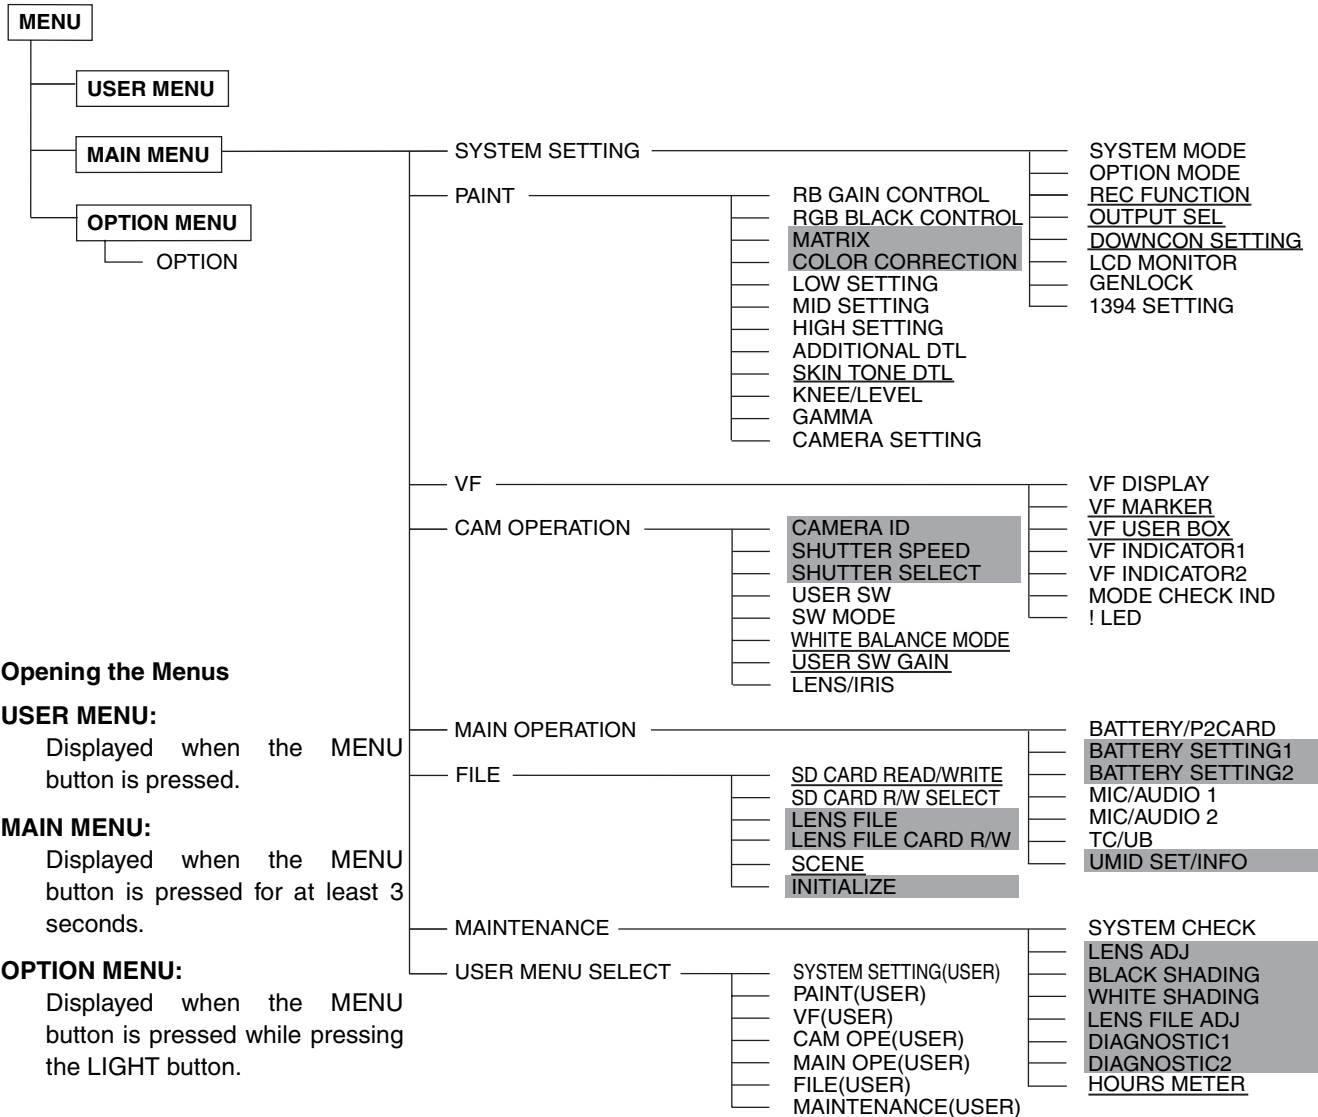 MENU
USER MENU
MAIN MENU
OPTION MENU
OPTION
SYSTEM SETTING
SYSTEM MODE
OPTION MODE
REC FUNCTION
OUTPUT SEL
DOWNCON SETTING
LCD MONITOR
GENLOCK
1394 SETTING
PAINT
RB GAIN CONTROL
RGB BLACK CONTROL
MATRIX
COLOR CORRECTION
LOW SETTING
MID SETTING
HIGH SETTING
ADDITIONAL DTL
SKIN TONE DTL
KNEE/LEVEL
GAMMA
CAMERA SETTING
VF
VF DISPLAY
VF MARKER
VF USER BOX
VF INDICATOR1
VF INDICATOR2
MODE CHECK IND
! LED
CAM OPERATION
CAMERA ID
SHUTTER SPEED
SHUTTER SELECT
USER SW
SW MODE
WHITE BALANCE MODE
USER SW GAIN
LENS/IRIS
MAIN OPERATION
BATTERY/P2CARD
BATTERY SETTING1
BATTERY SETTING2
MIC/AUDIO 1
MIC/AUDIO 2
TC/UB
UMID SET/INFO
FILE
SD CARD READ/WRITE
SD CARD R/W SELECT
LENS FILE
LENS FILE CARD R/W
SCENE
INITIALIZE
MAINTENANCE
SYSTEM CHECK
LENS ADJ
BLACK SHADING
WHITE SHADING
LENS FILE ADJ
DIAGNOSTIC1
DIAGNOSTIC2
HOURS METER
USER MENU SELECT
SYSTEM SETTING(USER)
PAINT(USER)
VF(USER)
CAM OPE(USER)
MAIN OPE(USER)
FILE(USER)
MAINTENANCE(USER)
Opening the Menus
USER MENU:
Displayed when the MENU
button is pressed.
MAIN MENU:
Displayed when the MENU
button is pressed for at least 3
seconds.
OPTION MENU:
Displayed when the MENU
button is pressed while pressing
the LIGHT button.